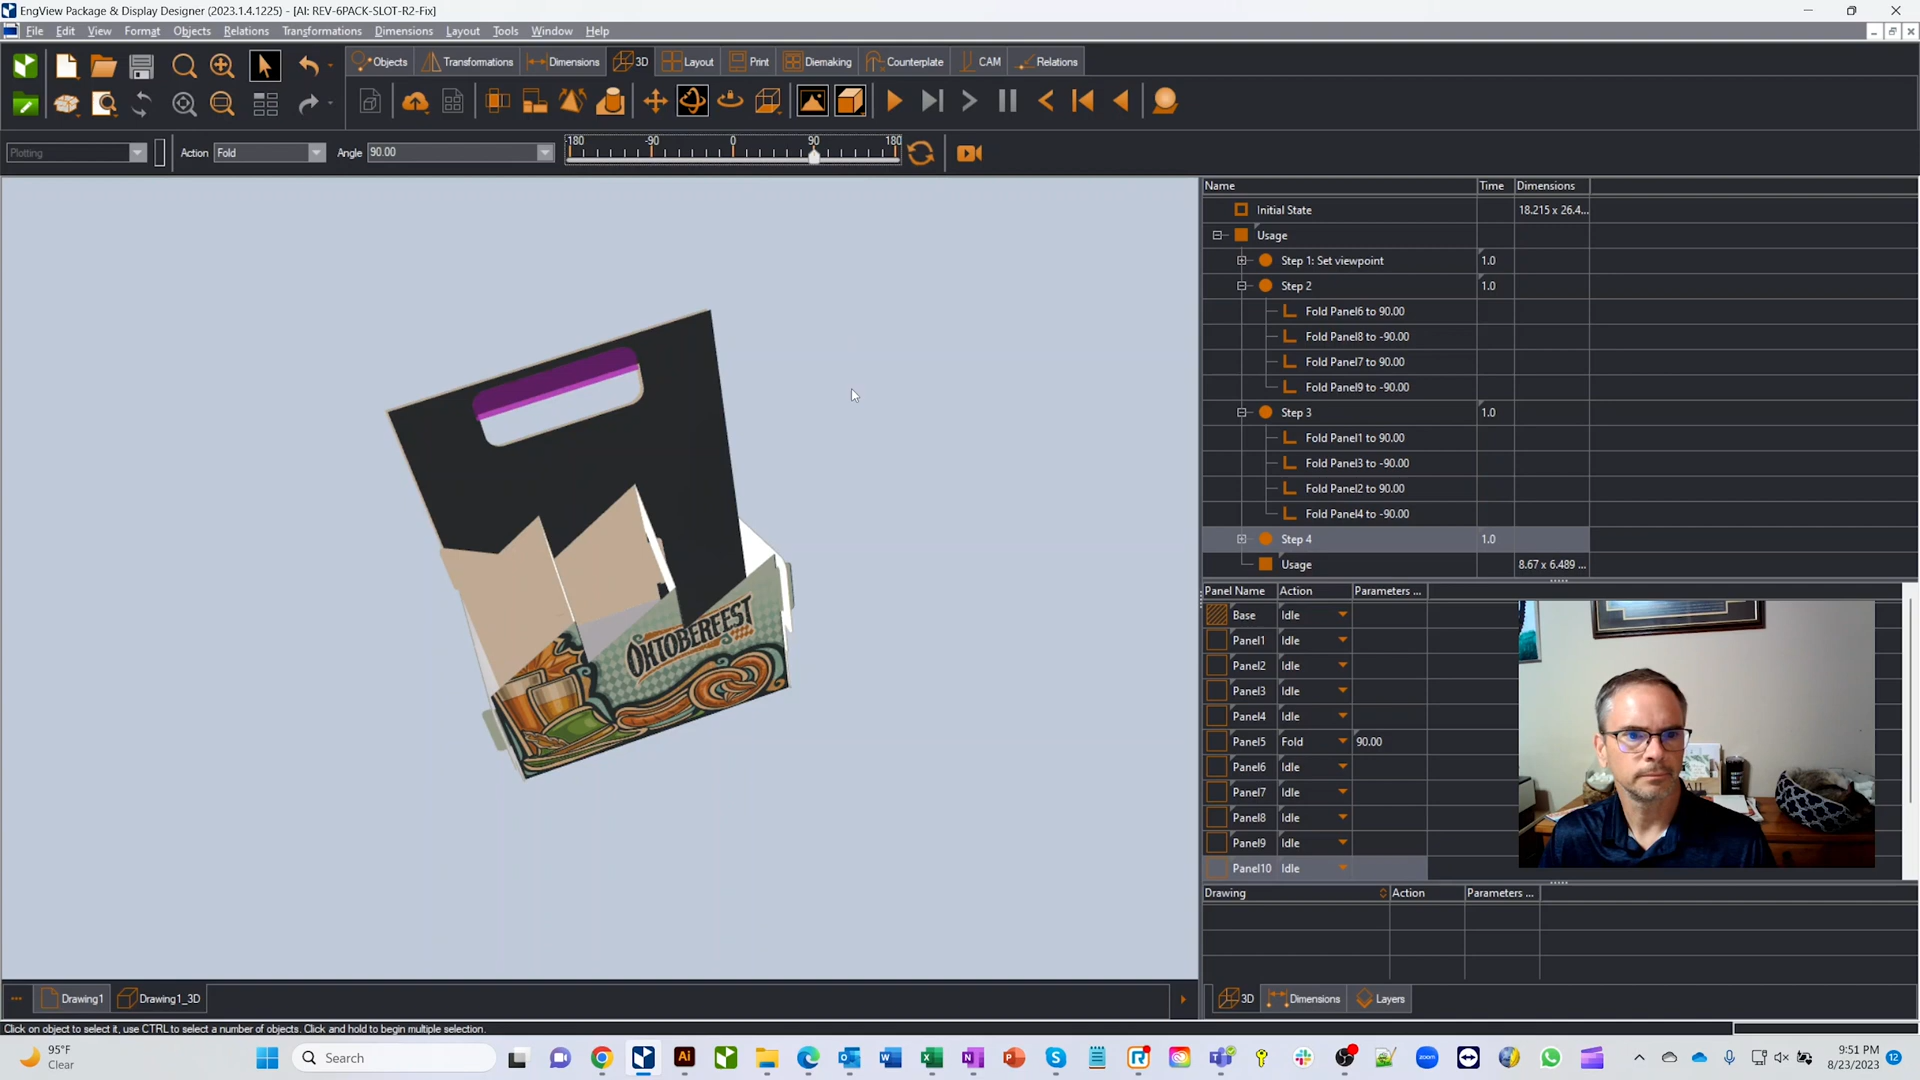 EngView Package & Display Designer (2023.1.4.1225) - [AI: REV-6PACK-SLOT-R2-Fix]
File Edit View Format Objects Relations Transformations Dimensions Layout Tools Window Help
Objects Transformations Dimensions 3D Layout Print Diemaking Counterplate CAM Relations
Plotting Action Fold Angle 90.00 -180 -90 0 90 180
Name Time Dimensions
Initial State 18.215 x 26.4...
Usage
Step 1: Set viewpoint 1.0
Step 2 1.0
Fold Panel6 to 90.00
Fold Panel8 to -90.00
Fold Panel7 to 90.00
Fold Panel9 to -90.00
Step 3 1.0
Fold Panel1 to 90.00
Fold Panel3 to -90.00
Fold Panel2 to 90.00
Fold Panel4 to -90.00
Step 4 1.0
Usage 8.67 x 6.489 ...
OKTOBERFEST
Panel Name Action Parameters ...
Base Idle
Panel1 Idle
Panel2 Idle
Panel3 Idle
Panel4 Idle
Panel5 Fold 90.00
Panel6 Idle
Panel7 Idle
Panel8 Idle
Panel9 Idle
Panel10 Idle
Drawing Action Parameters ...
Drawing1 Drawing1_3D
3D Dimensions Layers
Click on object to select it, use CTRL to select a number of objects. Click and hold to begin multiple selection.
95°F
Clear
Search
zoom
9:51 PM
8/23/2023
12